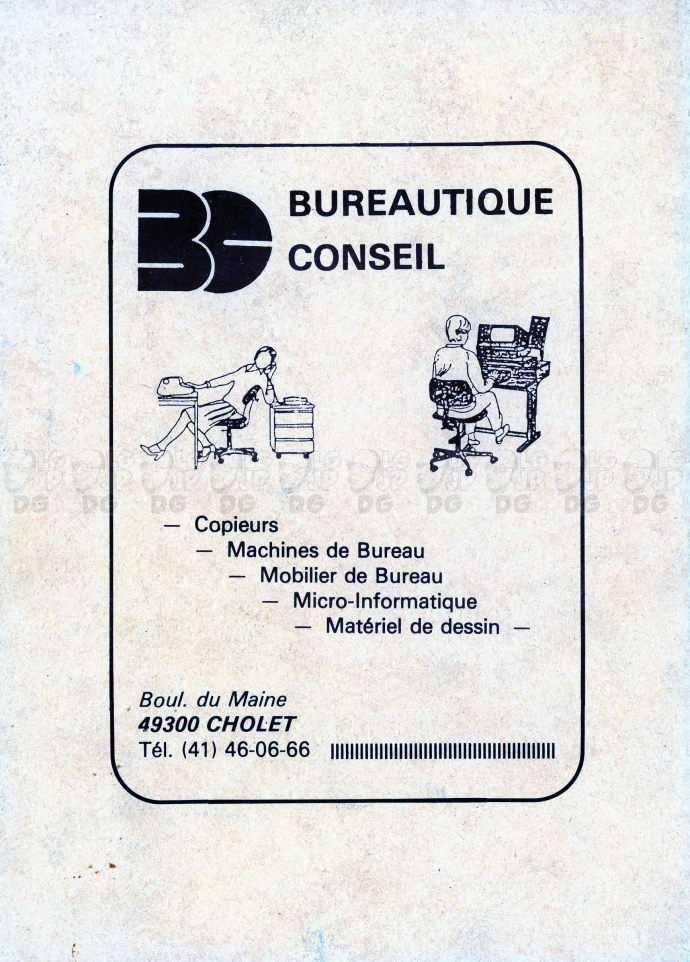 BC
BUREAUTIQUE
CONSEIL
— Copieurs
— Machines de Bureau
— Mobilier de Bureau
— Micro-Informatique
— Matériel de dessin —
Boul. du Maine
49300 CHOLET
Tél. (41) 46-06-66